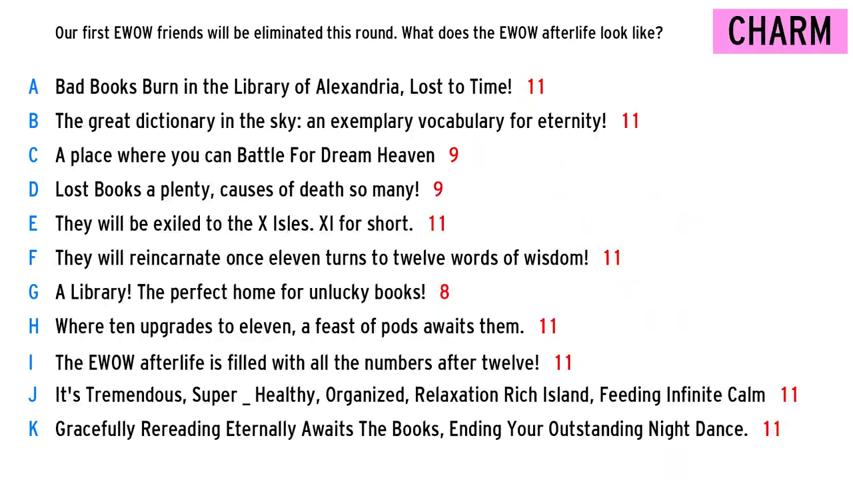 Our first EWOW friends will be eliminated this round. What does the EWOW afterlife look like?
CHARM
A Bad Books Burn in the Library of Alexandria, Lost to Time! 11
B The great dictionary in the sky: an exemplary vocabulary for eternity! 11
C A place where you can Battle For Dream Heaven 9
D Lost Books a plenty, causes of death so many! 9
E They will be exiled to the X Isles. XI for short. 11
F They will reincarnate once eleven turns to twelve words of wisdom! 11
G A Library! The perfect home for unlucky books! 8
H Where ten upgrades to eleven, a feast of pods awaits them. 11
I The EWOW afterlife is filled with all the numbers after twelve! 11
J It's Tremendous, Super _ Healthy, Organized, Relaxation Rich Island, Feeding Infinite Calm 11
K Gracefully Rereading Eternally Awaits The Books, Ending Your Outstanding Night Dance. 11